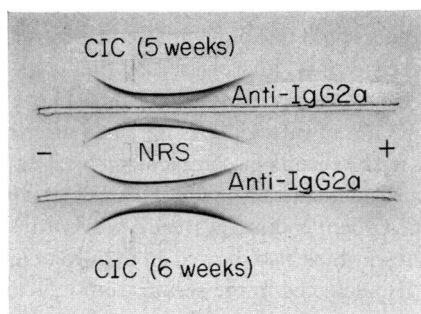 CIC (5 weeks)
Anti-IgG2a
- NRS +
Anti-IgG2a
CIC (6 weeks)